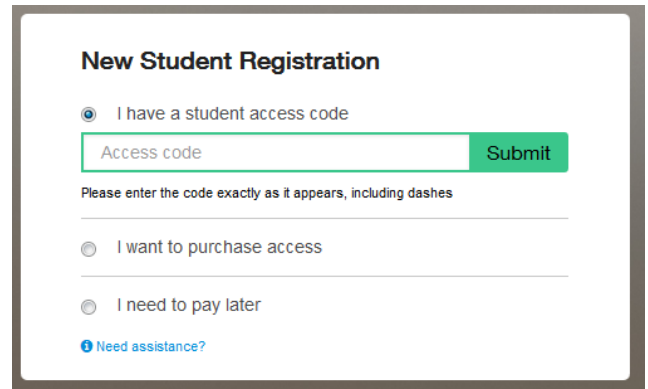 New Student Registration
I have a student access code
Access code
Submit
Please enter the code exactly as it appears, including dashes
I want to purchase access
I need to pay later
Need assistance?